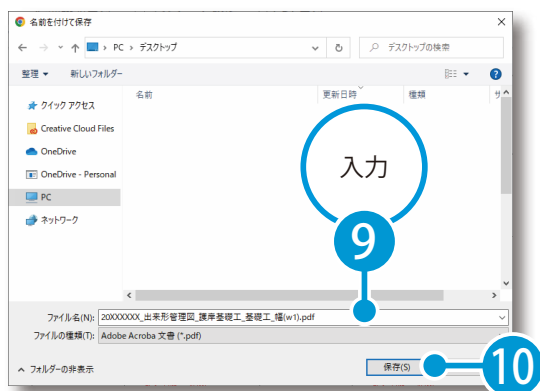 名前を付けて保存
PC › デスクトップ
デスクトップの検索
整理 新しいフォルダー
名前 更新日時 種類 サ
クイック アクセス
Creative Cloud Files
OneDrive
OneDrive - Personal
PC
ネットワーク
入力
9
ファイル名(N): 20XXXXXX_出来形管理図_護岸基礎工_基礎工_幅(w1).pdf
ファイルの種類(T): Adobe Acroba 文書 (*.pdf)
フォルダーの非表示
保存(S)
10